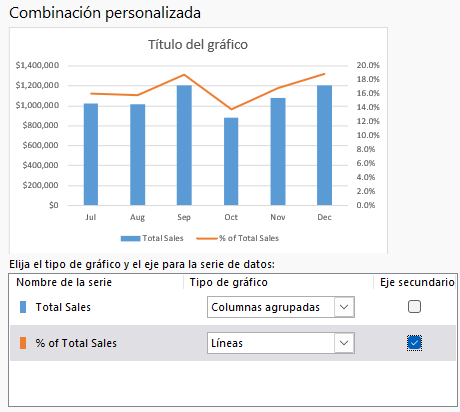 Combinación personalizada
Título del gráfico
$1,400,000 20.0%
18.0%
$1,200,000 16.0%
$1,000,000 14.0%
$800,000 12.0%
10.0%
$600,000 8.0%
$400,000 6.0%
$200,000 4.0%
2.0%
$0 0.0%
Jul Aug Sep Oct Nov Dec
Total Sales % of Total Sales
Elija el tipo de gráfico y el eje para la serie de datos:
Nombre de la serie Tipo de gráfico Eje secundario
Total Sales Columnas agrupadas
% of Total Sales Líneas